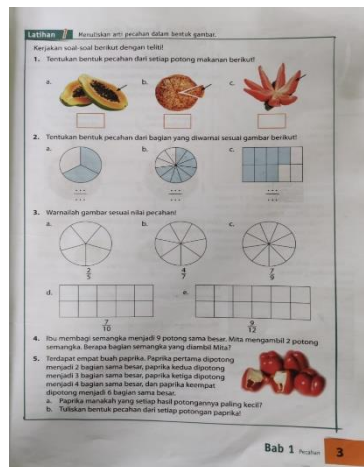 Latihan Menuliskan arti pecahan dalam bentuk gambar.
Kerjakan soal-soal berikut dengan teliti!
1. Tentukan bentuk pecahan dari setiap potong makanan berikut!
a. b. c.
2. Tentukan bentuk pecahan dari bagian yang diwarnai sesuai gambar berikut!
a. b. c.
... ... ...
... ... ...
3. Warnailah gambar sesuai nilai pecahan!
a. b. c.
2/5 4/7 7/9
d. e.
7/10 9/12
4. Ibu membagi semangka menjadi 9 potong sama besar. Mita mengambil 2 potong
semangka. Berapa bagian semangka yang diambil Mita?
5. Terdapat empat buah paprika. Paprika pertama dipotong
menjadi 2 bagian sama besar, paprika kedua dipotong
menjadi 3 bagian sama besar, paprika ketiga dipotong
menjadi 4 bagian sama besar, dan paprika keempat
dipotong menjadi 6 bagian sama besar.
a. Paprika manakah yang setiap hasil potongannya paling kecil?
b. Tuliskan bentuk pecahan dari setiap potongan paprika!
Bab 1 Pecahan 3